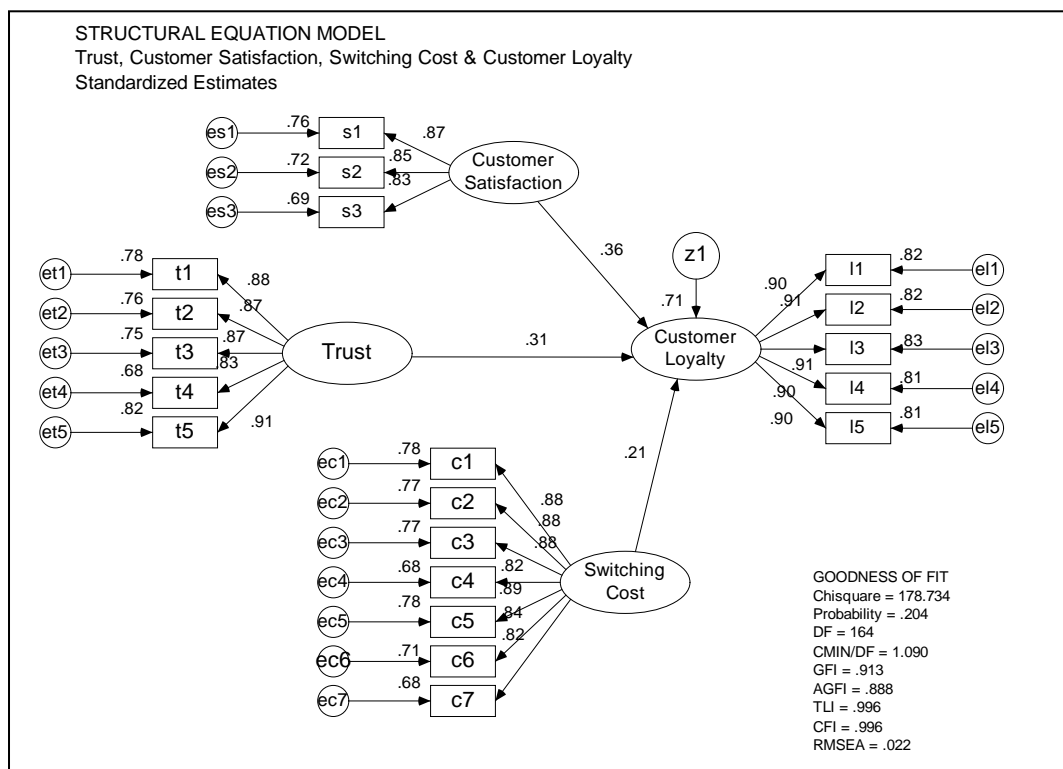 STRUCTURAL EQUATION MODEL
Trust, Customer Satisfaction, Switching Cost & Customer Loyalty
Standardized Estimates
es1
.76
s1
.87
es2
.72
s2
.85
es3
.69
s3
.83
Customer
Satisfaction
.36
et1
.78
t1
.88
et2
.76
t2
.87
et3
.75
t3
.87
et4
.68
t4
.83
et5
.82
t5
.91
Trust
.31
z1
.71
Customer
Loyalty
.90
l1
.82
el1
.91
l2
.82
el2
l3
.83
el3
.91
l4
.81
el4
.90
.90
l5
.81
el5
.21
ec1
.78
c1
.88
ec2
.77
c2
.88
ec3
.77
c3
.88
ec4
.68
c4
.82
ec5
.78
c5
.89
ec6
.71
c6
.84
ec7
.68
c7
.82
Switching
Cost
GOODNESS OF FIT
Chisquare = 178.734
Probability = .204
DF = 164
CMIN/DF = 1.090
GFI = .913
AGFI = .888
TLI = .996
CFI = .996
RMSEA = .022